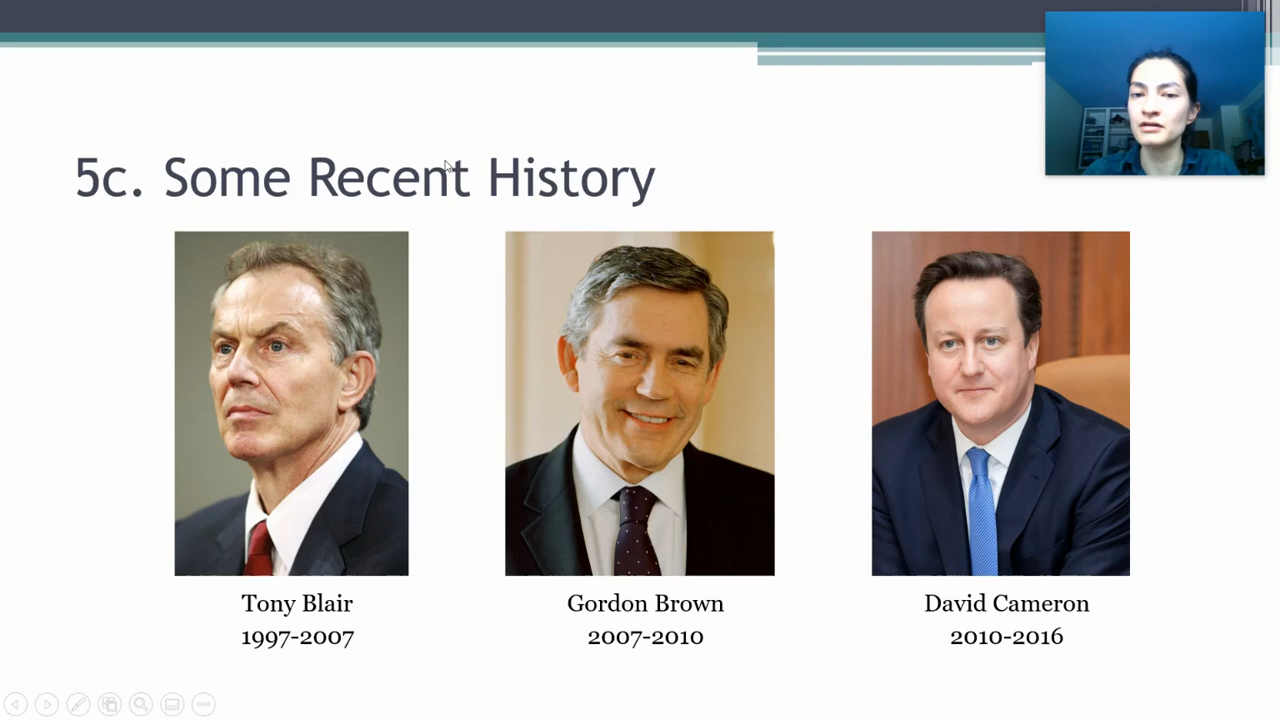 5c. Some Recent History
Tony Blair
1997-2007
Gordon Brown
2007-2010
David Cameron
2010-2016